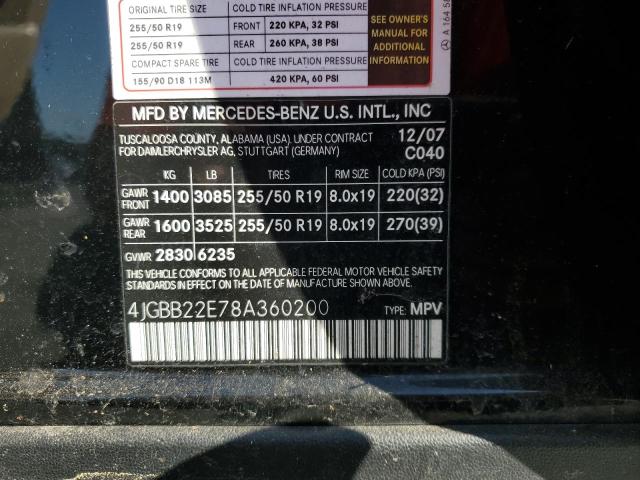 ORIGINAL TIRE SIZE COLD TIRE INFLATION PRESSURE
255/50 R19 FRONT 220 KPA, 32 PSI
255/50 R19 REAR 260 KPA, 38 PSI
COMPACT SPARE TIRE COLD TIRE INFLATION PRESSURE
155/90 D18 113M 420 KPA, 60 PSI
SEE OWNER'S
MANUAL FOR
ADDITIONAL
INFORMATION
A 164 58
MFD BY MERCEDES-BENZ U.S. INTL., INC
TUSCALOOSA COUNTY, ALABAMA (USA). UNDER CONTRACT 12/07
FOR DAIMLERCHRYSLER AG, STUTTGART (GERMANY) C040
KG LB TIRES RIM SIZE COLD KPA (PSI)
GAWR FRONT 1400 3085 255/50 R19 8.0x19 220(32)
GAWR REAR 1600 3525 255/50 R19 8.0x19 270(39)
GVWR 2830 6235
THIS VEHICLE CONFORMS TO ALL APPLICABLE FEDERAL MOTOR VEHICLE SAFETY
STANDARDS IN EFFECT ON THE DATE OF MANUFACTURE SHOWN ABOVE.
4JGBB22E78A360200 TYPE: MPV